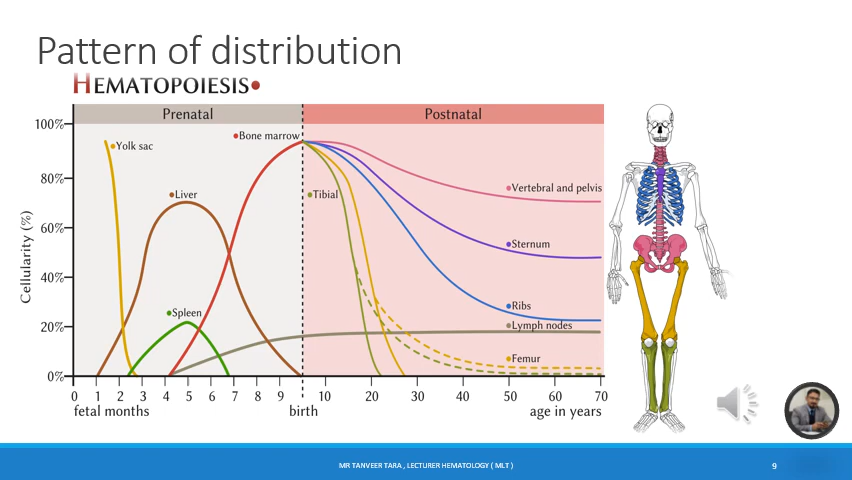 Pattern of distribution
HEMATOPOIESIS
Prenatal
Postnatal
100%
80%
60%
40%
20%
0%
Cellularity (%)
Yolk sac
Liver
Spleen
Bone marrow
Tibial
Vertebral and pelvis
Sternum
Ribs
Lymph nodes
Femur
0 1 2 3 4 5 6 7 8 9 10 20 30 40 50 60 70
fetal months birth age in years
MR TANVEER TARA , LECTURER HEMATOLOGY ( MLT )
9